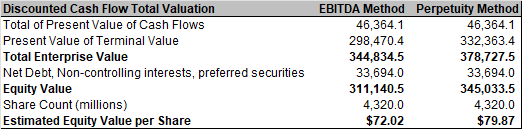 Discounted Cash Flow Total Valuation EBITDA Method Perpetuity Method
Total of Present Value of Cash Flows 46,364.1 46,364.1
Present Value of Terminal Value 298,470.4 332,363.4
Total Enterprise Value 344,834.5 378,727.5
Net Debt, Non-controlling interests, preferred securities 33,694.0 33,694.0
Equity Value 311,140.5 345,033.5
Share Count (millions) 4,320.0 4,320.0
Estimated Equity Value per Share $72.02 $79.87